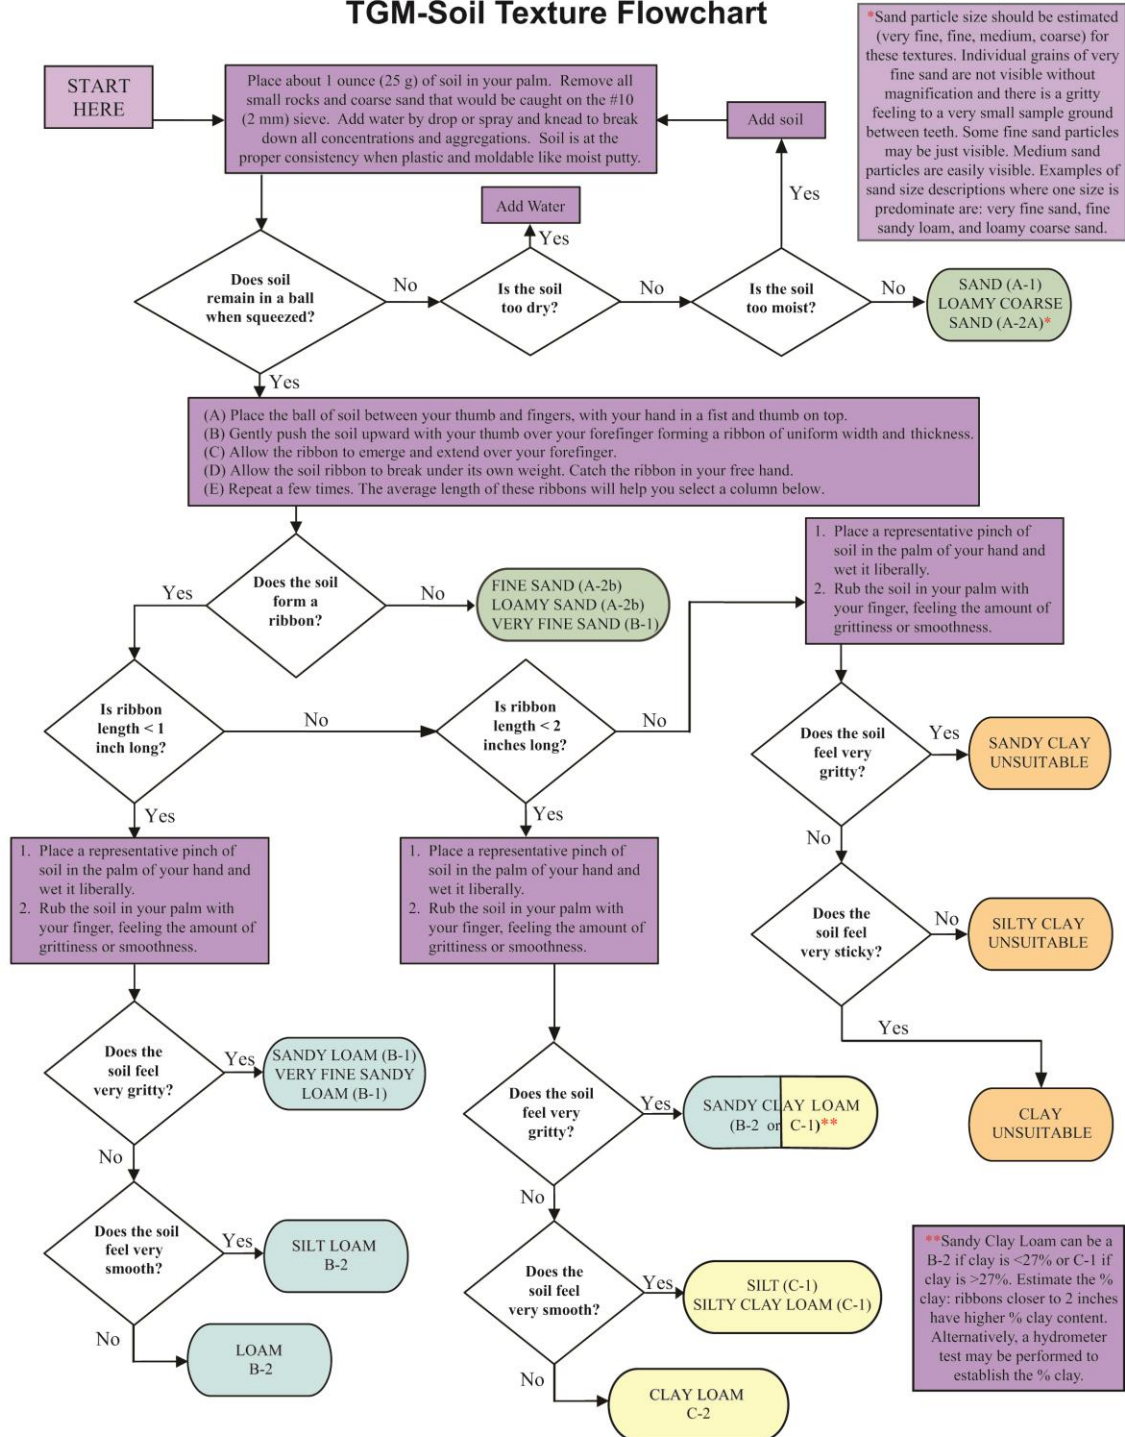 TGM-Soil Texture Flowchart
*Sand particle size should be estimated
(very fine, fine, medium, coarse) for
these textures. Individual grains of very
fine sand are not visible without
magnification and there is a gritty
feeling to a very small sample ground
between teeth. Some fine sand particles
may be just visible. Medium sand
particles are easily visible. Examples of
sand size descriptions where one size is
predominate are: very fine sand, fine
sandy loam, and loamy coarse sand.
START
HERE
Place about 1 ounce (25 g) of soil in your palm. Remove all
small rocks and coarse sand that would be caught on the #10
(2 mm) sieve. Add water by drop or spray and knead to break
down all concentrations and aggregations. Soil is at the
proper consistency when plastic and moldable like moist putty.
Add soil
Yes
Add Water
Yes
Does soil
remain in a ball
when squeezed?
No
Is the soil
too dry?
No
Is the soil
too moist?
No
SAND (A-1)
LOAMY COARSE
SAND (A-2A)*
Yes
(A) Place the ball of soil between your thumb and fingers, with your hand in a fist and thumb on top.
(B) Gently push the soil upward with your thumb over your forefinger forming a ribbon of uniform width and thickness.
(C) Allow the ribbon to emerge and extend over your forefinger.
(D) Allow the soil ribbon to break under its own weight. Catch the ribbon in your free hand.
(E) Repeat a few times. The average length of these ribbons will help you select a column below.
Yes
Does the soil
form a
ribbon?
No
FINE SAND (A-2b)
LOAMY SAND (A-2b)
VERY FINE SAND (B-1)
1. Place a representative pinch of
soil in the palm of your hand and
wet it liberally.
2. Rub the soil in your palm with
your finger, feeling the amount of
grittiness or smoothness.
Is ribbon
length < 1
inch long?
No
Is ribbon
length < 2
inches long?
No
Does the soil
feel very
gritty?
Yes
SANDY CLAY
UNSUITABLE
Yes
Yes
No
1. Place a representative pinch of
soil in the palm of your hand and
wet it liberally.
2. Rub the soil in your palm with
your finger, feeling the amount of
grittiness or smoothness.
1. Place a representative pinch of
soil in the palm of your hand and
wet it liberally.
2. Rub the soil in your palm with
your finger, feeling the amount of
grittiness or smoothness.
Does the
soil feel
very sticky?
No
SILTY CLAY
UNSUITABLE
Yes
CLAY
UNSUITABLE
Does the
soil feel
very gritty?
Yes
SANDY LOAM (B-1)
VERY FINE SANDY
LOAM (B-1)
Does the soil
feel very
gritty?
Yes
SANDY CLAY LOAM
(B-2 or C-1)**
No
No
Does the soil
feel very
smooth?
Yes
SILT LOAM
B-2
Does the
soil feel
very smooth?
Yes
SILT (C-1)
SILTY CLAY LOAM (C-1)
**Sandy Clay Loam can be a
B-2 if clay is <27% or C-1 if
clay is >27%. Estimate the %
clay: ribbons closer to 2 inches
have higher % clay content.
Alternatively, a hydrometer
test may be performed to
establish the % clay.
No
LOAM
B-2
No
CLAY LOAM
C-2